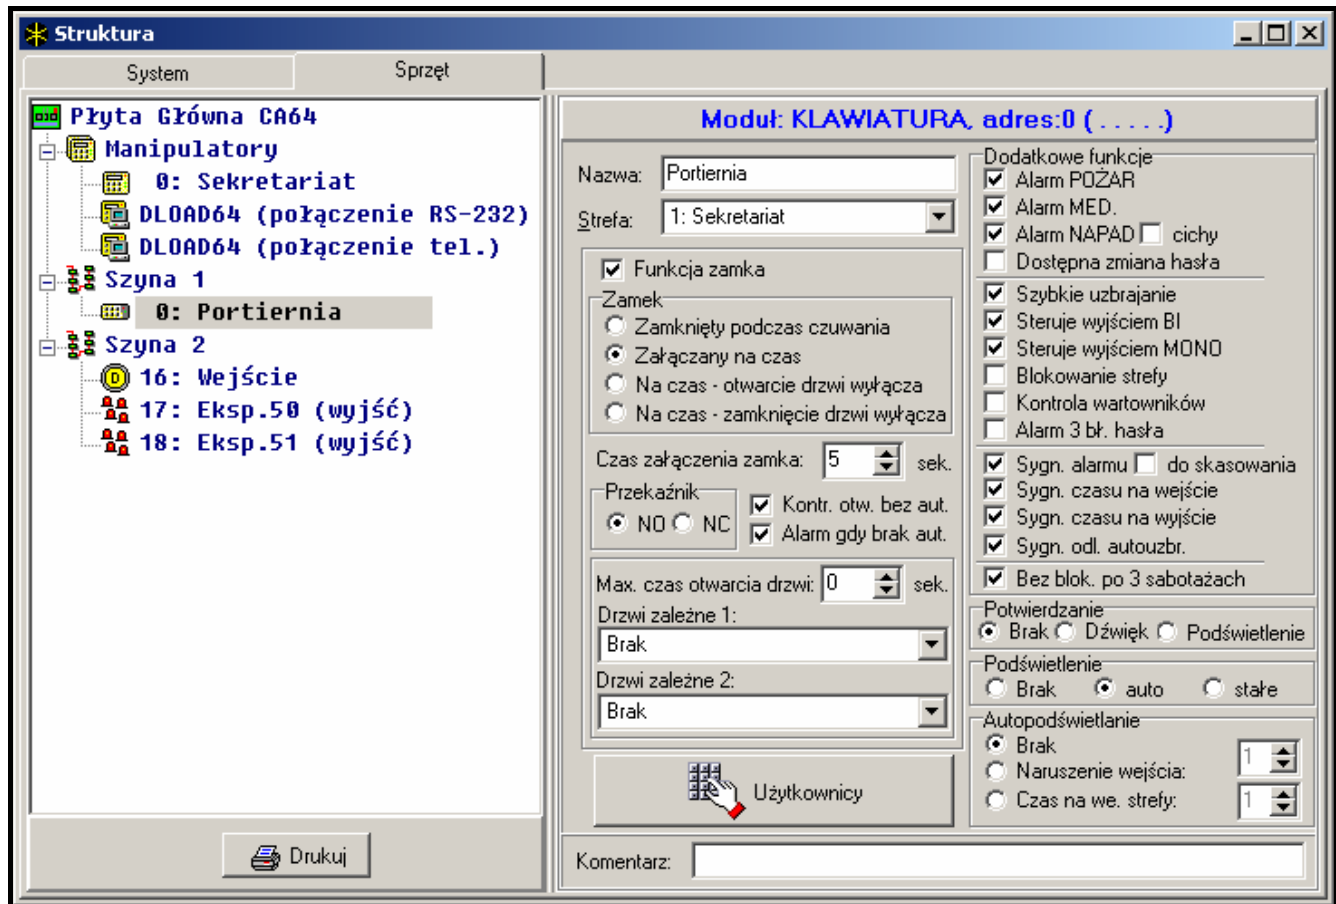 Struktura
System
Sprzęt
Płyta Główna CA64
Manipulatory
0: Sekretariat
DLOAD64 (połączenie RS-232)
DLOAD64 (połączenie tel.)
Szyna 1
0: Portiernia
Szyna 2
16: Wejście
17: Eksp.50 (wyjść)
18: Eksp.51 (wyjść)
Drukuj
Moduł: KLAWIATURA, adres:0 ( . . . . .)
Nazwa: Portiernia
Strefa: 1: Sekretariat
Funkcja zamka
Zamek
Zamknięty podczas czuwania
Załączany na czas
Na czas - otwarcie drzwi wyłącza
Na czas - zamknięcie drzwi wyłącza
Czas załączenia zamka: 5 sek.
Przekaźnik
NO NC
Kontr. otw. bez aut.
Alarm gdy brak aut.
Max. czas otwarcia drzwi: 0 sek.
Drzwi zależne 1:
Brak
Drzwi zależne 2:
Brak
Użytkownicy
Dodatkowe funkcje
Alarm POŻAR
Alarm MED.
Alarm NAPAD cichy
Dostępna zmiana hasła
Szybkie uzbrajanie
Steruje wyjściem BI
Steruje wyjściem MONO
Blokowanie strefy
Kontrola wartowników
Alarm 3 bł. hasła
Sygn. alarmu do skasowania
Sygn. czasu na wejście
Sygn. czasu na wyjście
Sygn. odl. autouzbr.
Bez blok. po 3 sabotażach
Potwierdzanie
Brak Dźwięk Podświetlenie
Podświetlenie
Brak auto stałe
Autopodświetlanie
Brak
Naruszenie wejścia: 1
Czas na we. strefy: 1
Komentarz: